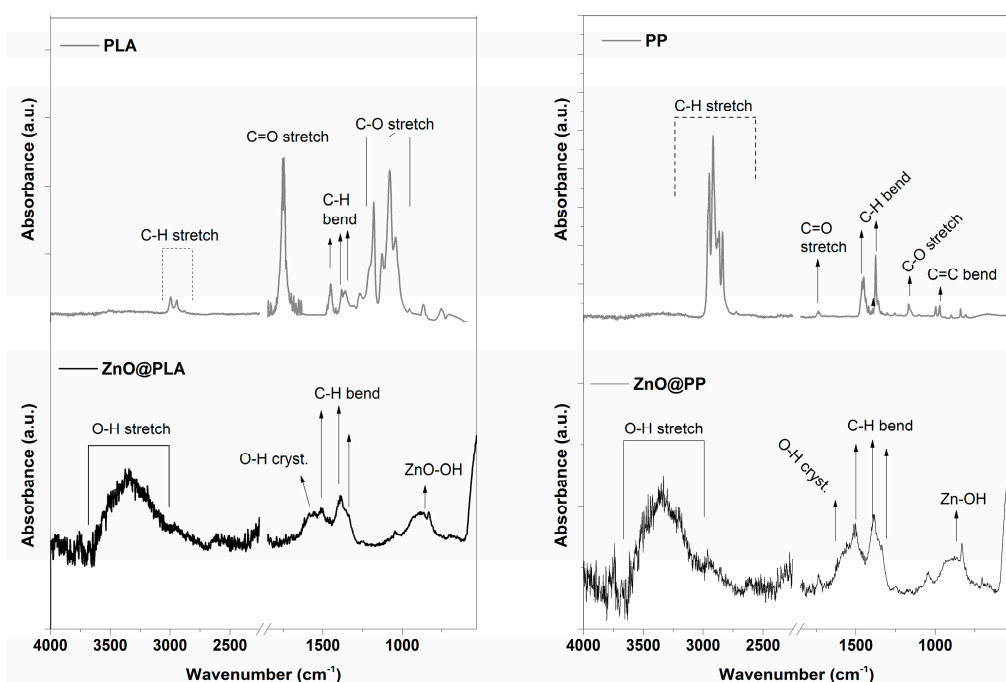 PLA
C=O stretch
C-O stretch
C-H
bend
C-H stretch
Absorbance (a.u.)
ZnO@PLA
C-H bend
O-H stretch
O-H cryst.
ZnO-OH
Absorbance (a.u.)
4000 3500 3000 2500 1500 1000
Wavenumber (cm⁻¹)
PP
C-H stretch
C=O
stretch
C-H bend
C-O stretch
C=C bend
Absorbance (a.u.)
ZnO@PP
O-H stretch
C-H bend
O-H cryst.
Zn-OH
Absorbance (a.u.)
4000 3500 3000 2500 1500 1000
Wavenumber (cm⁻¹)